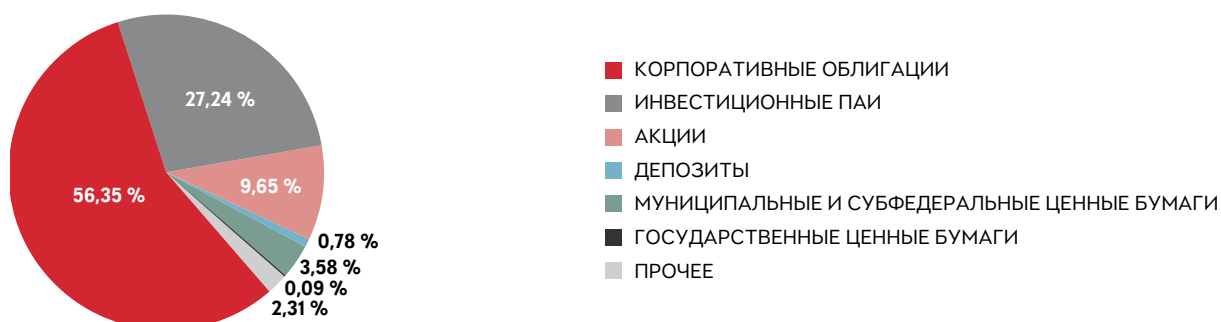 27,24 %
9,65 %
56,35 %
0,78 %
3,58 %
0,09 %
2,31 %
КОРПОРАТИВНЫЕ ОБЛИГАЦИИ
ИНВЕСТИЦИОННЫЕ ПАИ
АКЦИИ
ДЕПОЗИТЫ
МУНИЦИПАЛЬНЫЕ И СУБФЕДЕРАЛЬНЫЕ ЦЕННЫЕ БУМАГИ
ГОСУДАРСТВЕННЫЕ ЦЕННЫЕ БУМАГИ
ПРОЧЕЕ